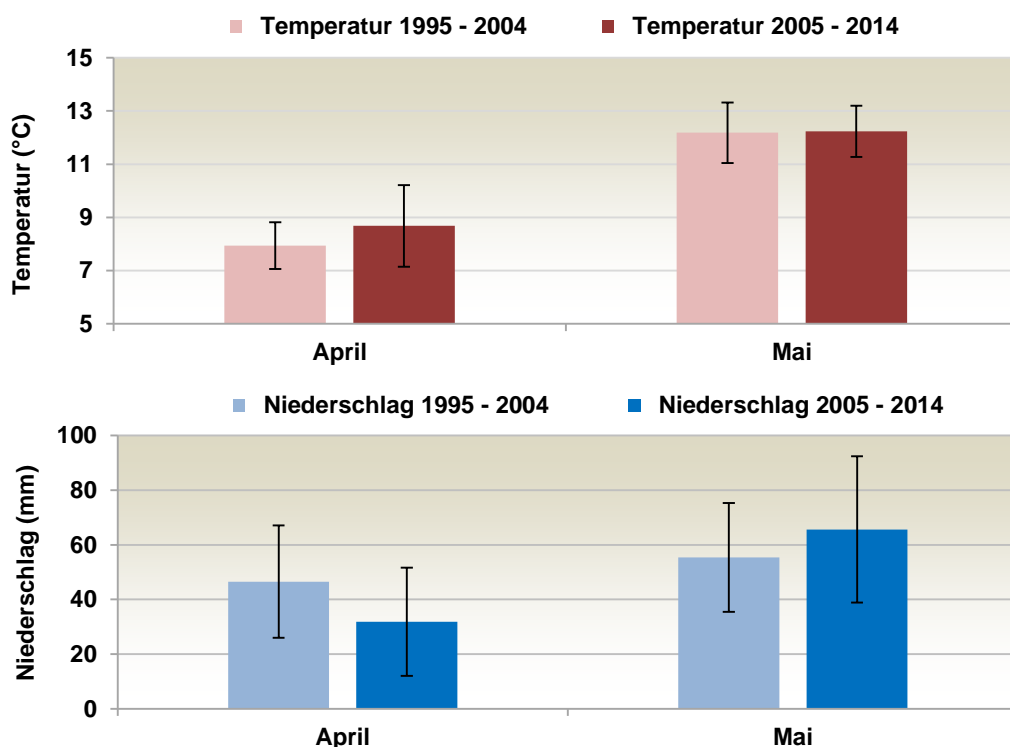 Temperatur 1995 - 2004 Temperatur 2005 - 2014
Temperatur (°C)
15
13
11
9
7
5
April Mai
Niederschlag 1995 - 2004 Niederschlag 2005 - 2014
Niederschlag (mm)
100
80
60
40
20
0
April Mai